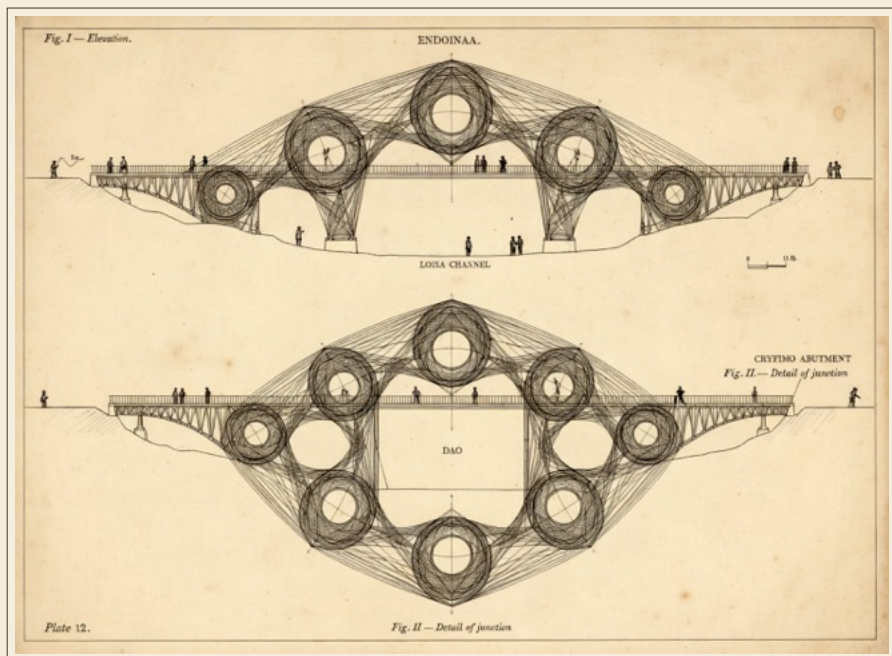 Fig. I — Elevation.
ENDOINAA.
LOISA CHANNEL
CRYFIMO ABUTMENT
Fig. II.— Detail of junction
DAO
Plate 12.
Fig. II — Detail of junction